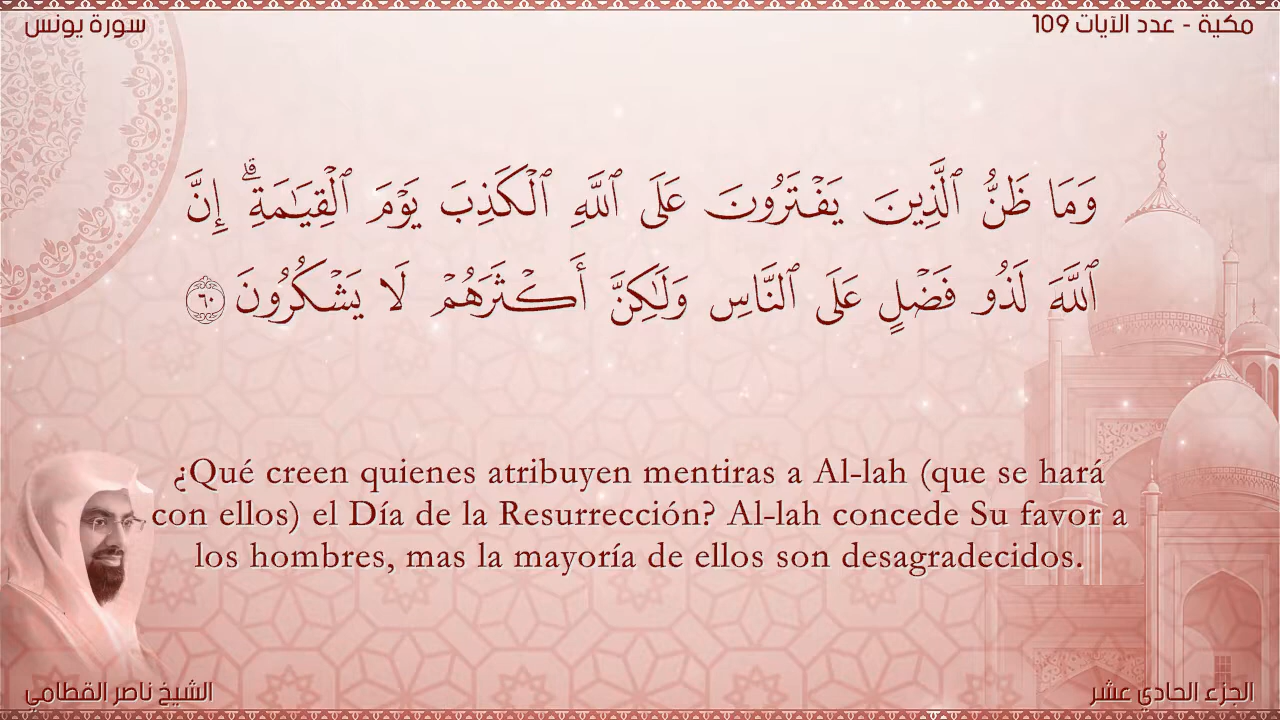 سورة يونس
مكية - عدد الآيات 109
وَمَا ظَنُّ ٱلَّذِينَ يَفْتَرُونَ عَلَى ٱللَّهِ ٱلْكَذِبَ يَوْمَ ٱلْقِيَـٰمَةِ ۗ إِنَّ
ٱللَّهَ لَذُو فَضْلٍ عَلَى ٱلنَّاسِ وَلَـٰكِنَّ أَكْثَرَهُمْ لَا يَشْكُرُونَ ٦٠
¿Qué creen quienes atribuyen mentiras a Al-lah (que se hará
con ellos) el Día de la Resurrección? Al-lah concede Su favor a
los hombres, mas la mayoría de ellos son desagradecidos.
الشيخ ناصر القطامي
الجزء الحادي عشر